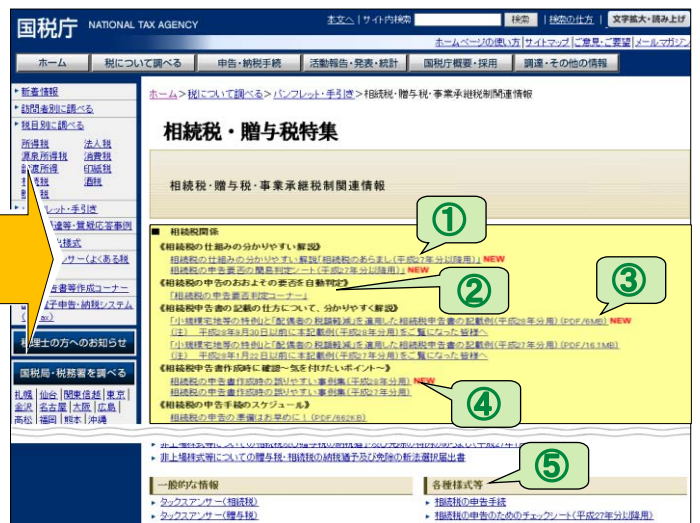 国税庁 NATIONAL TAX AGENCY
本文へ | サイト内検索 検索 | 検索の仕方 | 文字拡大・読み上げ
ホームページの使い方 | サイトマップ | ご意見・ご要望 | メールマガジン
ホーム 税について調べる 申告・納税手続 活動報告・発表・統計 国税庁概要・採用 調達・その他の情報
新着情報
訪問者別に調べる
税目別に調べる
所得税 法人税
源泉所得税 消費税
譲渡所得 印紙税
酒税
質疑応答事例
申告書等作成コーナー
税理士の方へのお知らせ
国税局・税務署を調べる
札幌 | 仙台 | 関東信越 | 東京 |
金沢 | 名古屋 | 大阪 | 広島 |
高松 | 福岡 | 熊本 | 沖縄
ホーム > 税について調べる > パンフレット・手引き > 相続税・贈与税・事業承継税制関連情報
相続税・贈与税特集
相続税・贈与税・事業承継税制関連情報
①
■ 相続税関係
《相続税の仕組みの分かりやすい解説》
相続税の仕組みの分かりやすい解説「相続税のあらまし(平成27年分以降用)」 NEW
相続税の申告要否の簡易判定シート(平成27年分以降用) NEW
②
《相続税の申告のおおよその要否を自動判定》
「相続税の申告要否判定コーナー」
③
《相続税申告書の記載の仕方について、分かりやすく解説》
「小規模宅地等の特例」と「配偶者の税額軽減」を適用した相続税申告書の記載例(平成28年分用)(PDF/6MB) NEW
(注) 平成28年8月30日以前に本記載例(平成28年分用)をご覧になった皆様へ
「小規模宅地等の特例」と「配偶者の税額軽減」を適用した相続税申告書の記載例(平成27年分用)(PDF/16.1MB)
(注) 平成28年1月22日以前に本記載例(平成27年分用)をご覧になった皆様へ
《相続税申告書作成時に確認～気を付けたいポイント～》
相続税の申告書作成時の誤りやすい事例集(平成28年分用) NEW
相続税の申告書作成時の誤りやすい事例集(平成27年分用)
④
《相続税の申告手続のスケジュール》
相続税の申告の準備はお早めに!(PDF/662KB)
非上場株式等についての贈与税・相続税の納税猶予及び免除の新法選択届出書
⑤
一般的な情報
タックスアンサー(相続税)
タックスアンサー(贈与税)
各種様式等
相続税の申告手続
相続税の申告のためのチェックシート(平成27年分以降用)